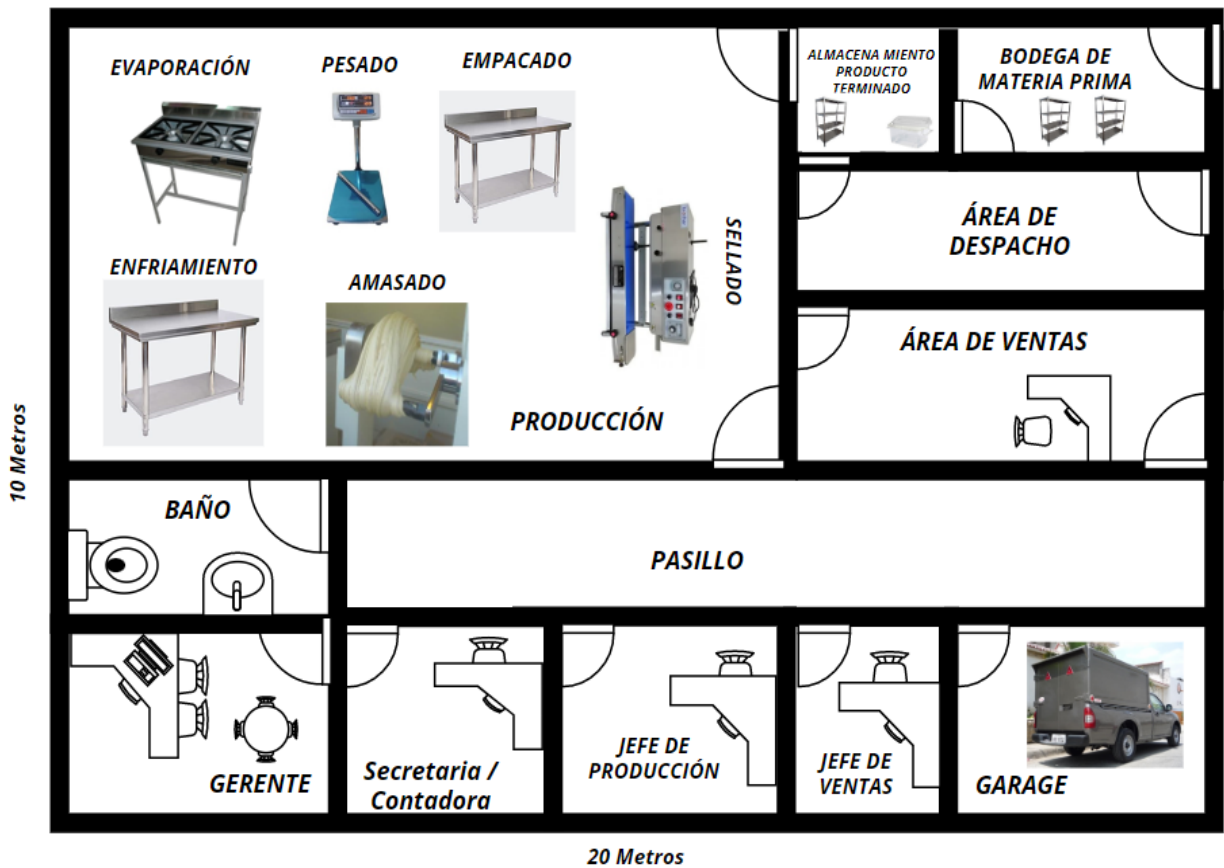 EVAPORACIÓN
PESADO
EMPACADO
ALMACENA MIENTO
PRODUCTO
TERMINADO
BODEGA DE
MATERIA PRIMA
ENFRIAMIENTO
AMASADO
SELLADO
ÁREA DE
DESPACHO
ÁREA DE VENTAS
PRODUCCIÓN
10 Metros
BAÑO
PASILLO
GERENTE
Secretaria /
Contadora
JEFE DE
PRODUCCIÓN
JEFE DE
VENTAS
GARAGE
20 Metros